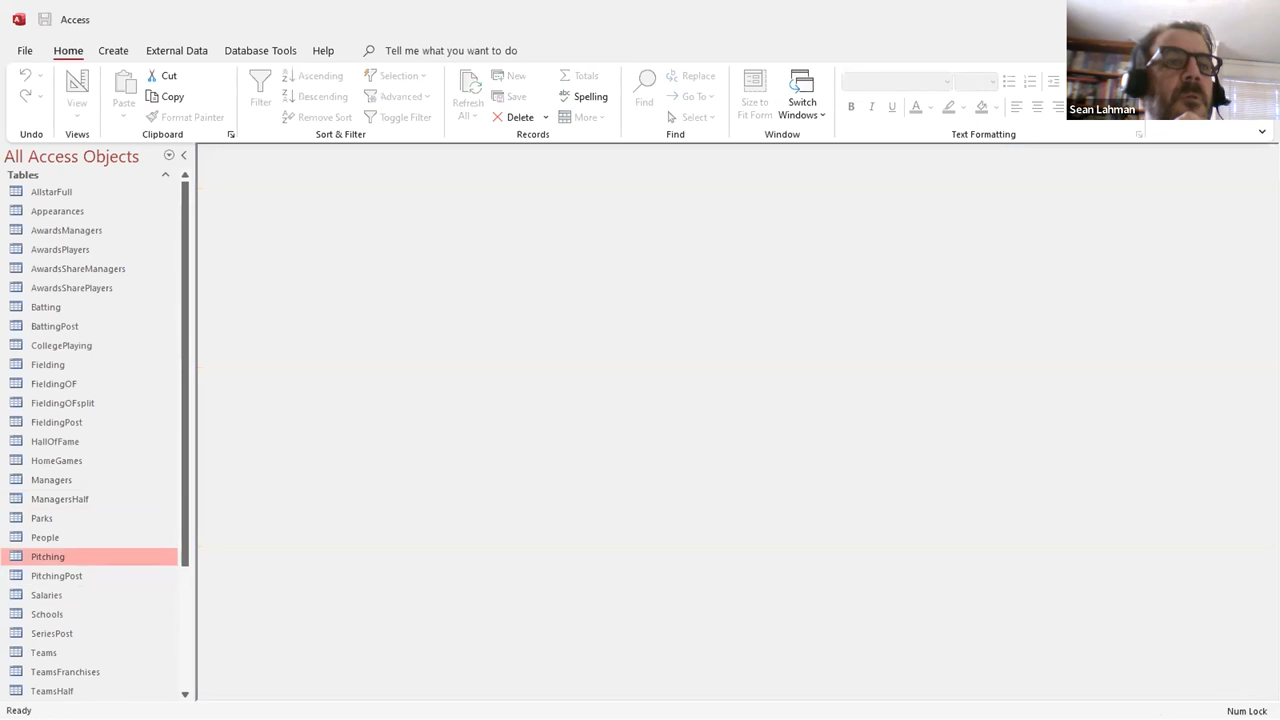 Access
File Home Create External Data Database Tools Help Tell me what you want to do
View Paste Cut Copy Format Painter Filter Ascending Descending Remove Sort Selection Advanced Toggle Filter Refresh All New Save Delete Totals Spelling More Find Replace Go To Select Size to Fit Form Switch Windows B I U A
Undo Views Clipboard Sort & Filter Records Find Window Text Formatting
Sean Lahman
All Access Objects
Tables
AllstarFull
Appearances
AwardsManagers
AwardsPlayers
AwardsShareManagers
AwardsSharePlayers
Batting
BattingPost
CollegePlaying
Fielding
FieldingOF
FieldingOFsplit
FieldingPost
HallOfFame
HomeGames
Managers
ManagersHalf
Parks
People
Pitching
PitchingPost
Salaries
Schools
SeriesPost
Teams
TeamsFranchises
TeamsHalf
Ready Num Lock